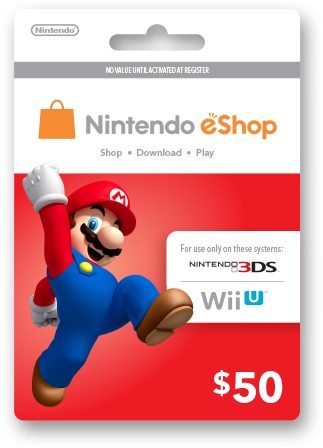 Nintendo
NO VALUE UNTIL ACTIVATED AT REGISTER
Nintendo eShop
Shop • Download • Play
M
For use only on these systems:
NINTENDO 3DS
Wii U
$50